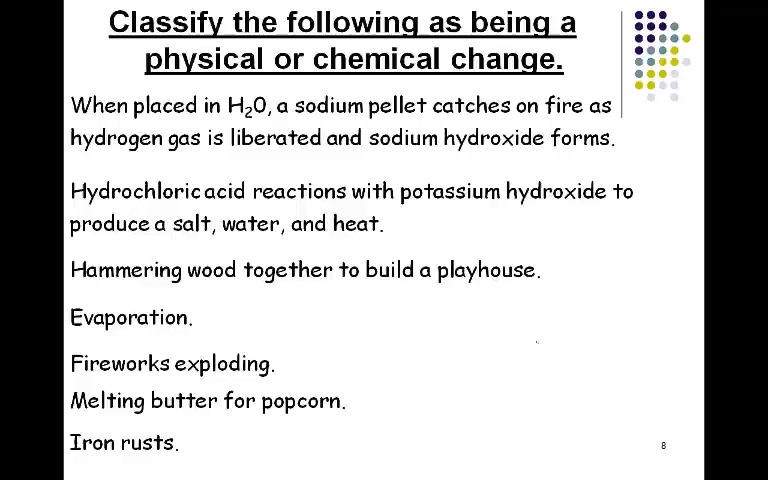 Classify the following as being a
physical or chemical change.
When placed in H₂0, a sodium pellet catches on fire as
hydrogen gas is liberated and sodium hydroxide forms.
Hydrochloric acid reactions with potassium hydroxide to
produce a salt, water, and heat.
Hammering wood together to build a playhouse.
Evaporation.
Fireworks exploding.
Melting butter for popcorn.
Iron rusts.
8